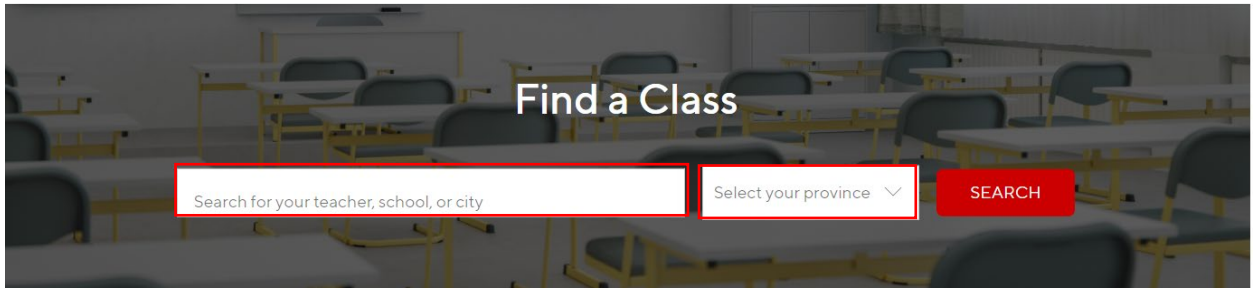 Find a Class
Search for your teacher, school, or city
Select your province
SEARCH